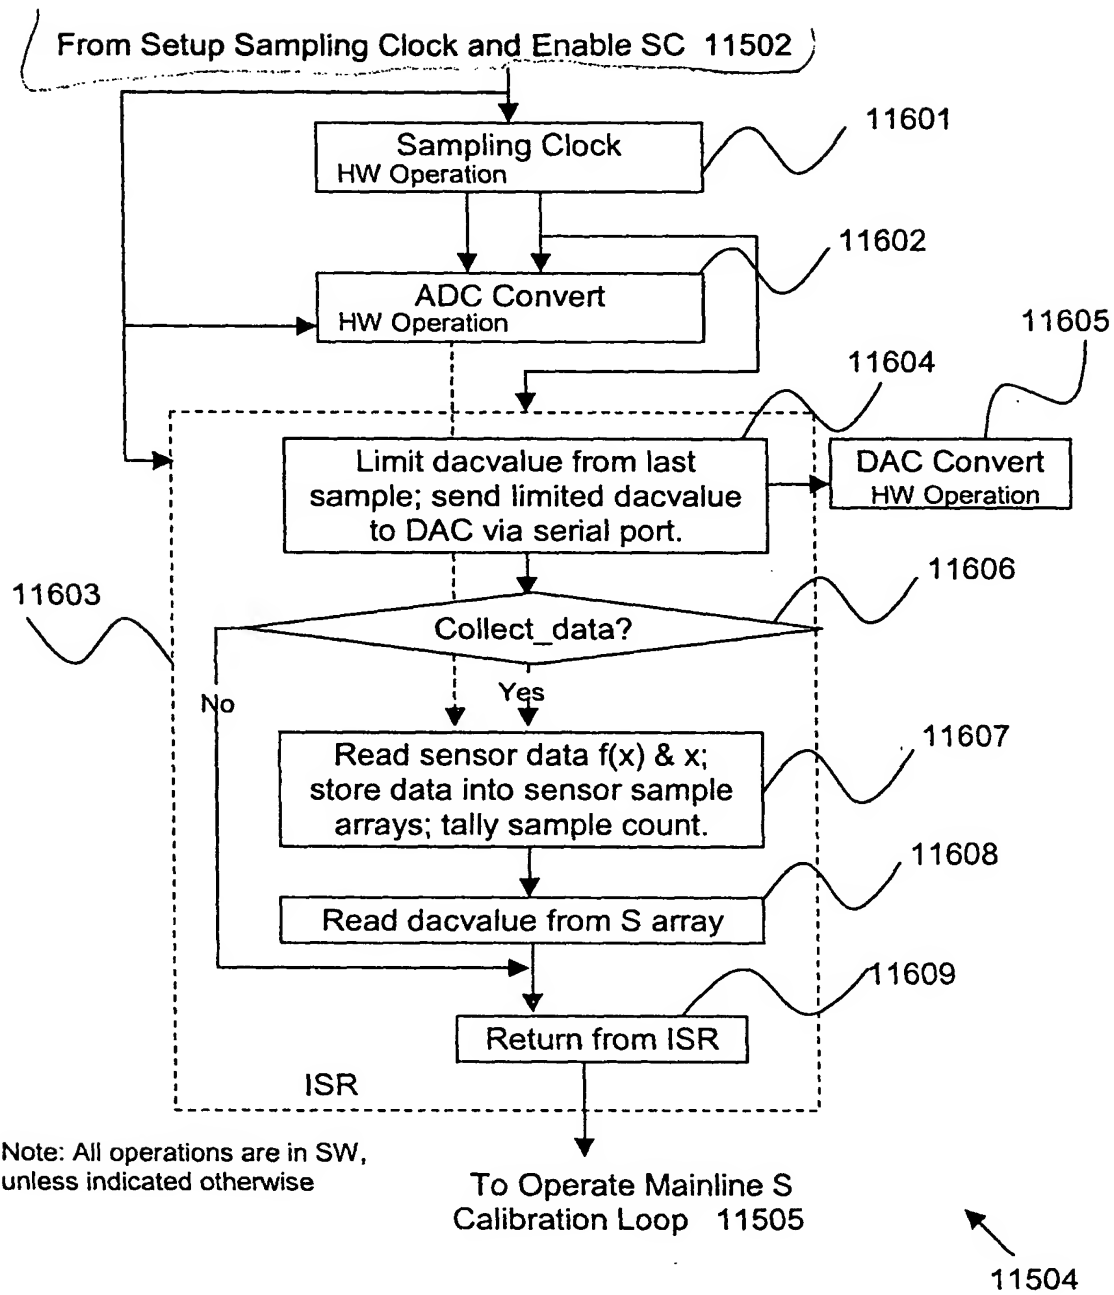 From Setup Sampling Clock and Enable SC 11502
11601
Sampling Clock
HW Operation
11602
ADC Convert
HW Operation
11605
11604
Limit dacvalue from last
sample; send limited dacvalue
to DAC via serial port.
DAC Convert
HW Operation
11606
11603
Collect_data?
No
Yes
11607
Read sensor data f(x) & x;
store data into sensor sample
arrays; tally sample count.
11608
Read dacvalue from S array
11609
Return from ISR
ISR
Note: All operations are in SW,
unless indicated otherwise
To Operate Mainline S
Calibration Loop 11505
11504